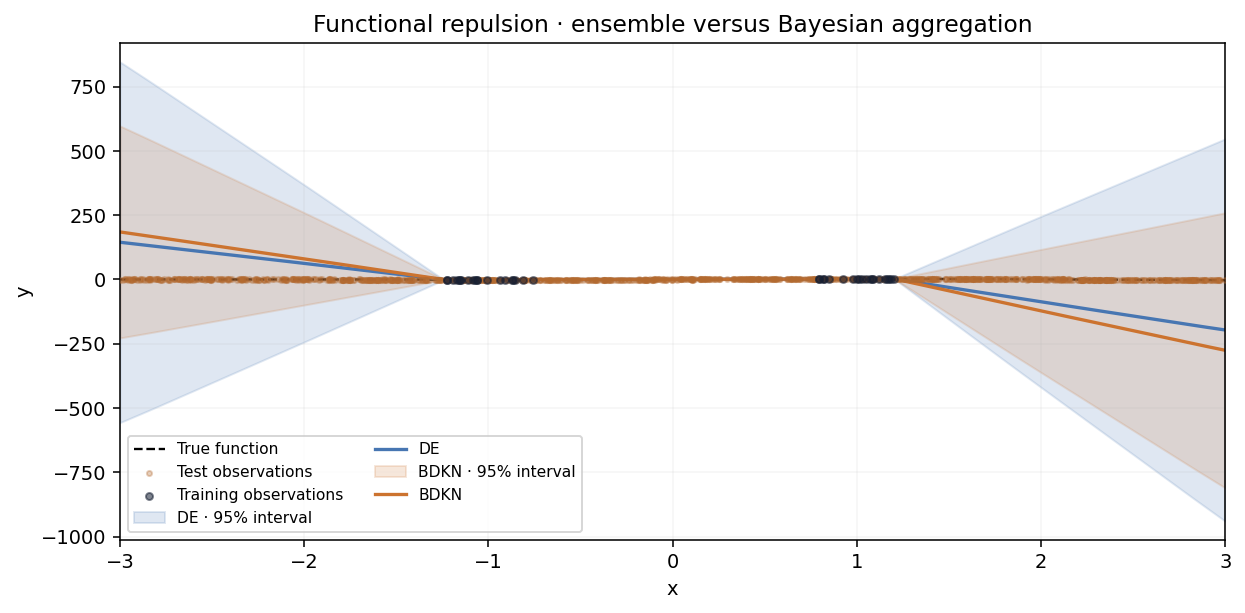 Functional repulsion · ensemble versus Bayesian aggregation
y
750
500
250
0
−250
−500
−750
−1000
True function
Test observations
Training observations
DE · 95% interval
DE
BDKN · 95% interval
BDKN
−3 −2 −1 0 1 2 3
x